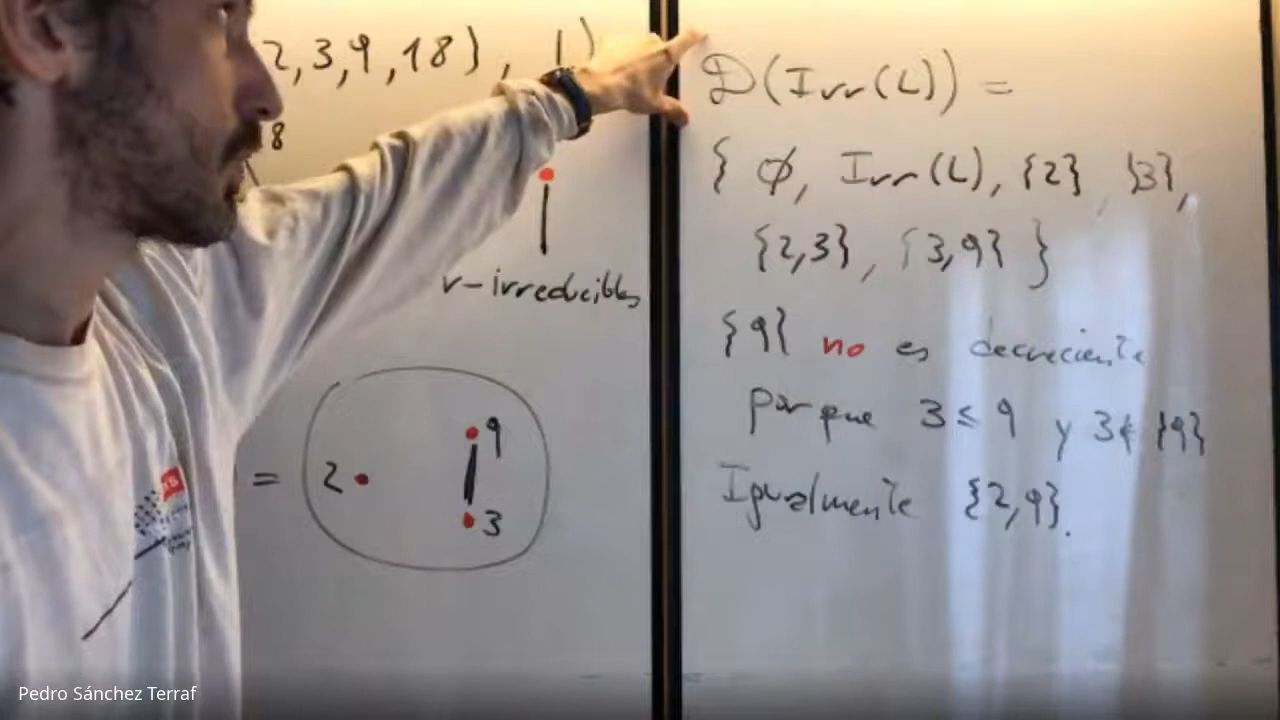 2,3,9,18}, |)
8
v-irreducibles
= 2 9
3
D(Irr(L)) =
{ ∅, Irr(L), {2}, {3},
{2,3}, {3,9} }
{9} no es decreciente
porque 3 ≤ 9 y 3 ∉ {9}
Igualmente {2,9}.
Pedro Sánchez Terraf